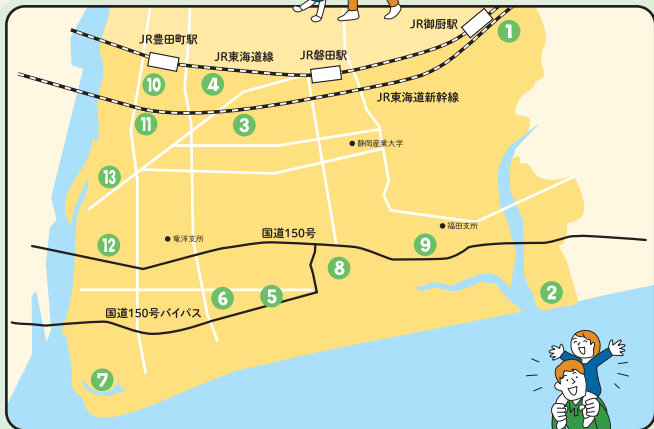 JR御厨駅
1
JR豊田町駅
JR東海道線
JR磐田駅
10
4
JR東海道新幹線
11
3
静岡産業大学
13
福田支所
国道150号
竜洋支所
12
9
8
2
6
5
国道150号バイパス
7